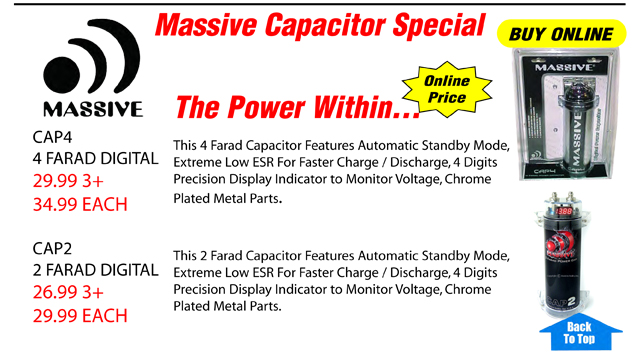 Massive Capacitor Special
BUY ONLINE
MASSIVE
Online
Price
The Power Within...
CAP4
4 FARAD DIGITAL
29.99 3+
34.99 EACH
This 4 Farad Capacitor Features Automatic Standby Mode,
Extreme Low ESR For Faster Charge / Discharge, 4 Digits
Precision Display Indicator to Monitor Voltage, Chrome
Plated Metal Parts.
MASSIVE
MASSIVE
CAP4
CAP2
2 FARAD DIGITAL
26.99 3+
29.99 EACH
This 2 Farad Capacitor Features Automatic Standby Mode,
Extreme Low ESR For Faster Charge / Discharge, 4 Digits
Precision Display Indicator to Monitor Voltage, Chrome
Plated Metal Parts.
CAP2
Back
To Top